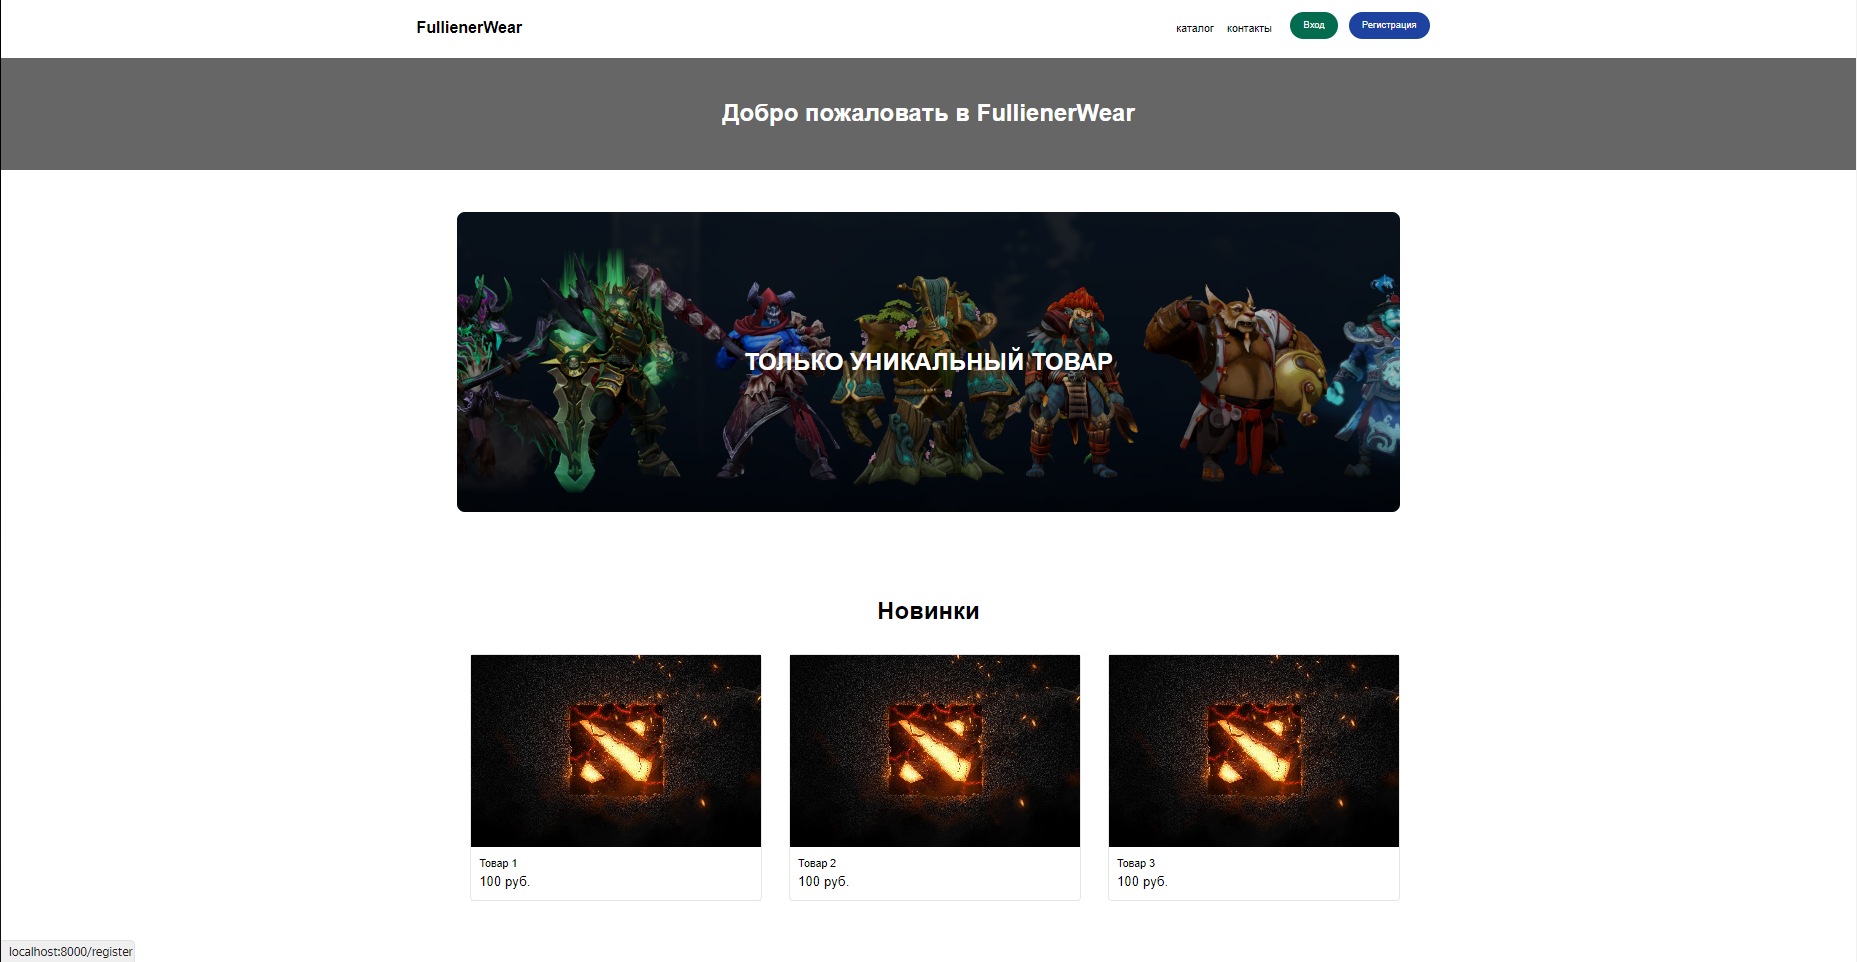 FullienerWear
каталог контакты Вход Регистрация
Добро пожаловать в FullienerWear
ТОЛЬКО УНИКАЛЬНЫЙ ТОВАР
Новинки
Товар 1
100 руб.
Товар 2
100 руб.
Товар 3
100 руб.
localhost:8000/register